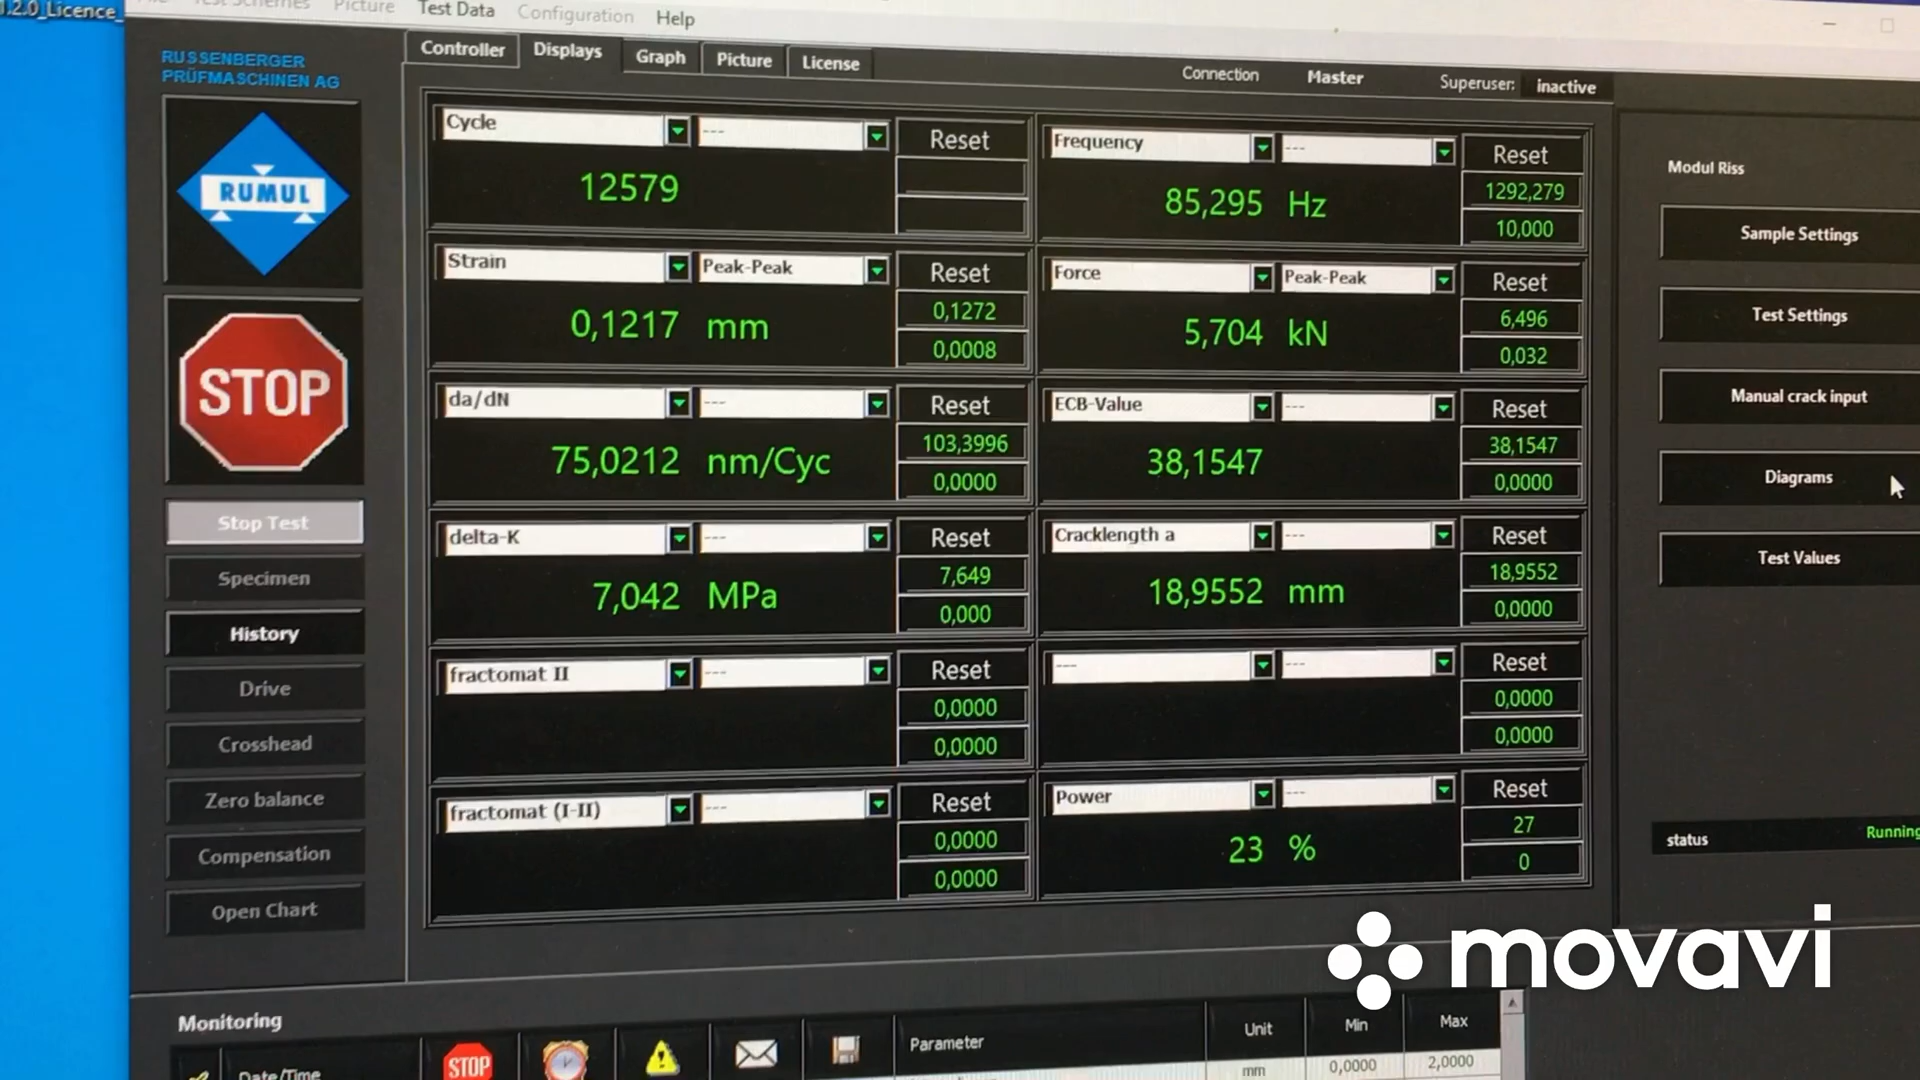 1.2.0_Licence_
Test Schemes Picture Test Data Configuration Help
RUSSENBERGER
PRÜFMASCHINEN AG
Controller Displays Graph Picture License
Connection Master Superuser: inactive
RUMUL
STOP
Stop Test
Specimen
History
Drive
Crosshead
Zero balance
Compensation
Open Chart
Cycle --- Reset
12579
Frequency --- Reset
85,295 Hz
1292,279
10,000
Strain Peak-Peak Reset
0,1217 mm
0,1272
0,0008
Force Peak-Peak Reset
5,704 kN
6,496
0,032
da/dN --- Reset
75,0212 nm/Cyc
103,3996
0,0000
ECB-Value --- Reset
38,1547
38,1547
0,0000
delta-K --- Reset
7,042 MPa
7,649
0,000
Cracklength a --- Reset
18,9552 mm
18,9552
0,0000
fractomat II --- Reset
0,0000
0,0000
--- --- Reset
0,0000
0,0000
fractomat (I-II) --- Reset
0,0000
0,0000
Power --- Reset
23 %
27
0
Modul Riss
Sample Settings
Test Settings
Manual crack input
Diagrams
Test Values
status Running
movavi
Monitoring
Date/Time STOP Parameter Unit Min Max
mm 0,0000 2,0000